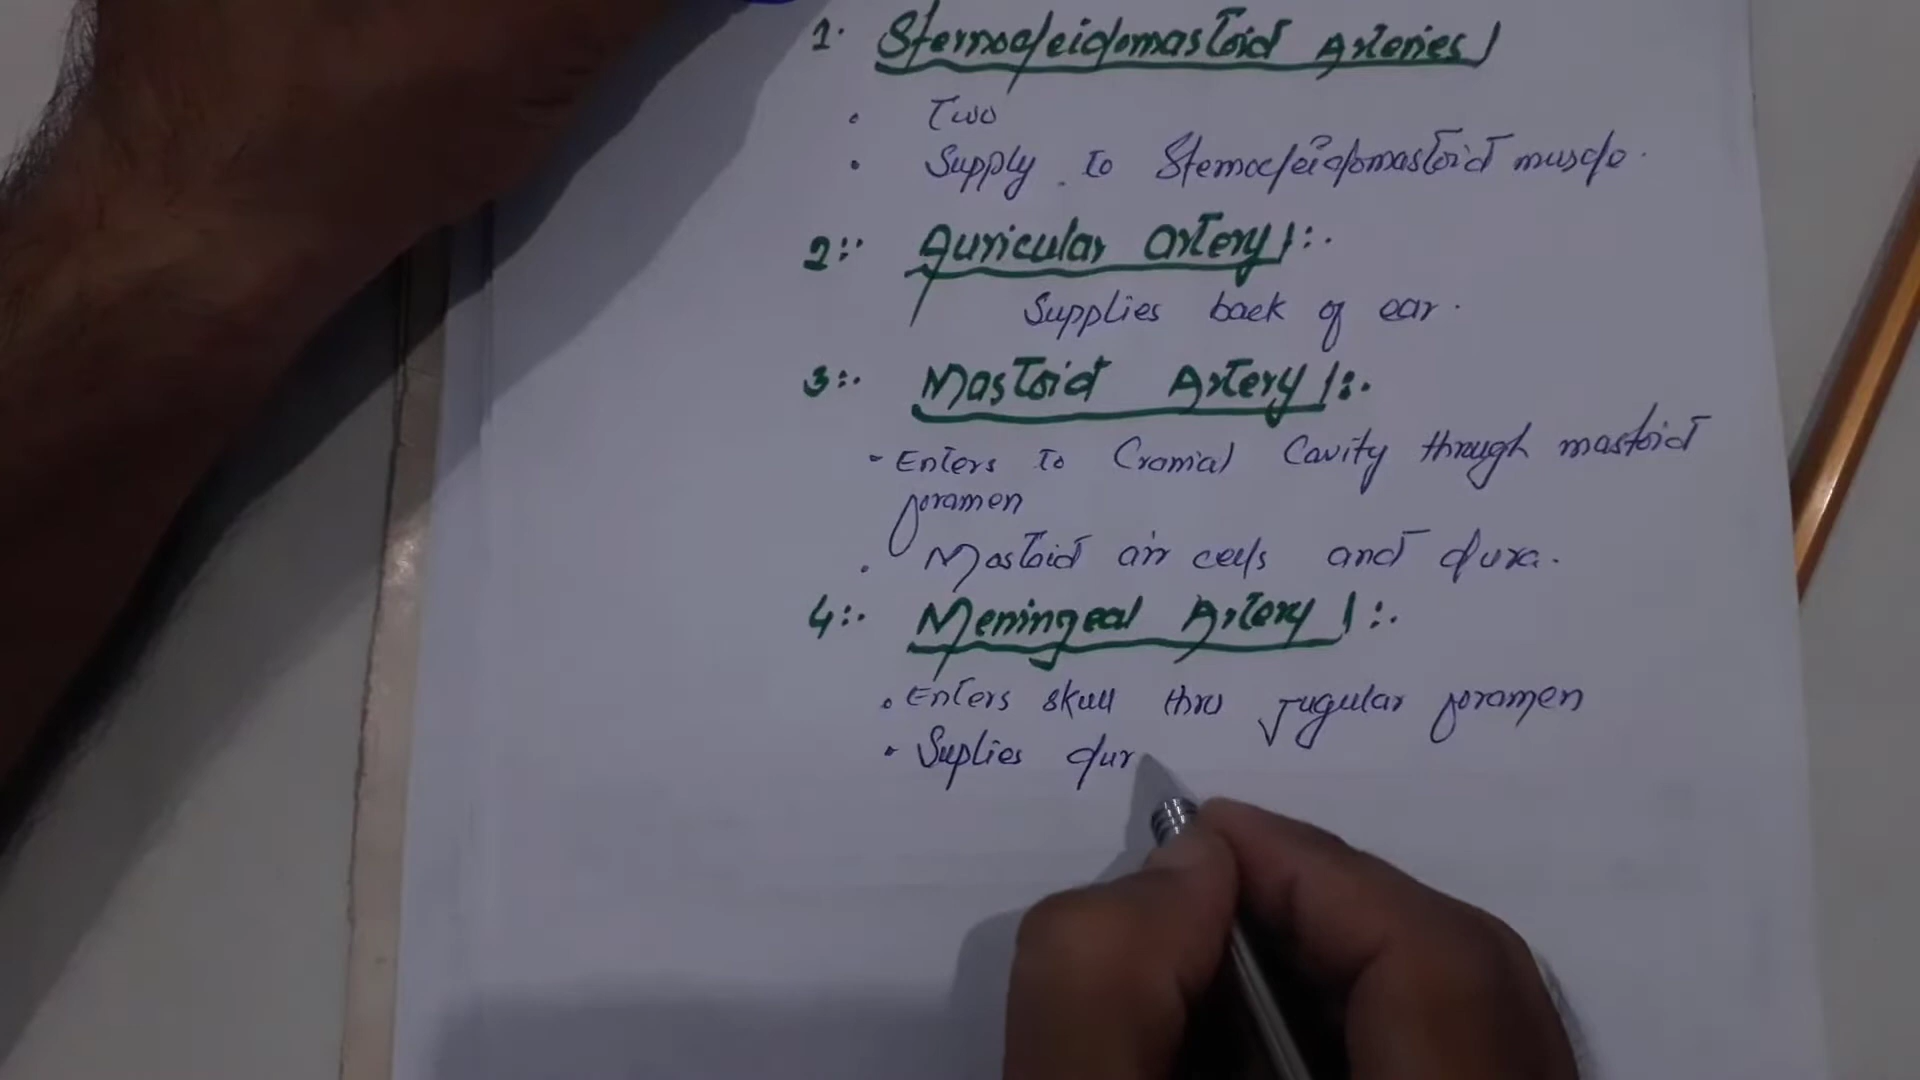 1. Sternocleidomastoid Arteries
• Two
• Supply to Sternocleidomastoid muscle.
2:· Auricular artery:·
Supplies back of ear.
3:· Mastoid Artery:·
- Enters to Cranial Cavity through mastoid
foramen
• Mastoid air cells and dura.
4:· Meningeal Artery:·
• Enters skull thro Jugular foramen
• Suplies dur